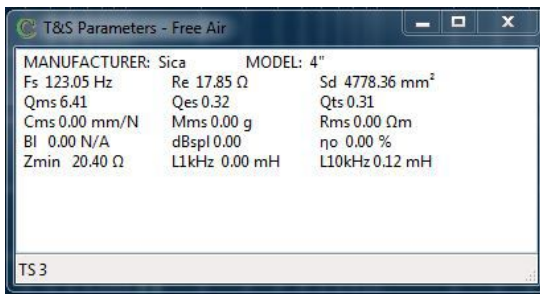 T&S Parameters - Free Air
MANUFACTURER: Sica MODEL: 4"
Fs 123.05 Hz Re 17.85 Ω Sd 4778.36 mm²
Qms 6.41 Qes 0.32 Qts 0.31
Cms 0.00 mm/N Mms 0.00 g Rms 0.00 Ωm
Bl 0.00 N/A dBspl 0.00 ηo 0.00 %
Zmin 20.40 Ω L1kHz 0.00 mH L10kHz 0.12 mH
TS 3